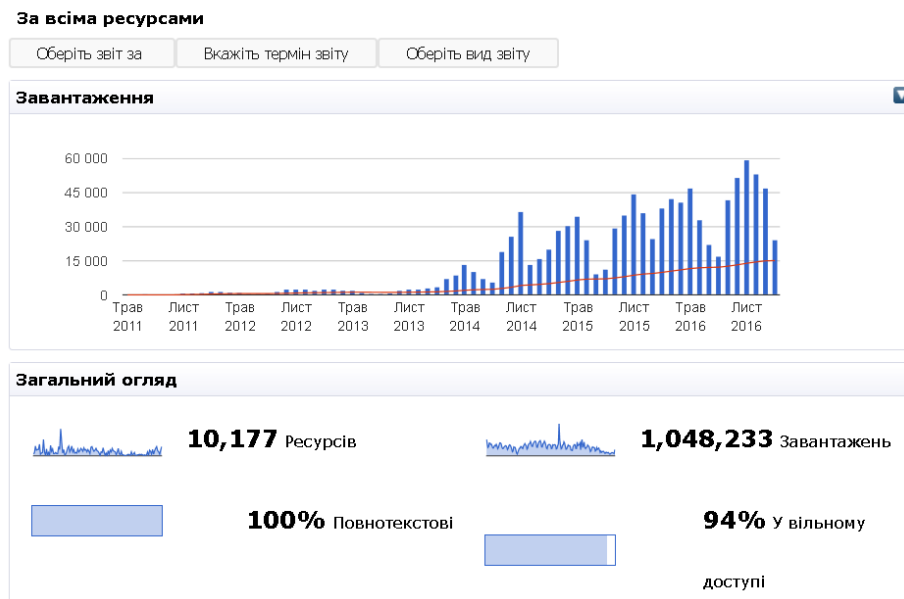 За всіма ресурсами
Оберіть звіт за Вкажіть термін звіту Оберіть вид звіту
Завантаження
60 000
45 000
30 000
15 000
0
Трав Лист Трав Лист Трав Лист Трав Лист Трав Лист Трав Лист
2011 2011 2012 2012 2013 2013 2014 2014 2015 2015 2016 2016
Загальний огляд
10,177 Ресурсів 1,048,233 Завантажень
100% Повнотекстові 94% У вільному
доступі